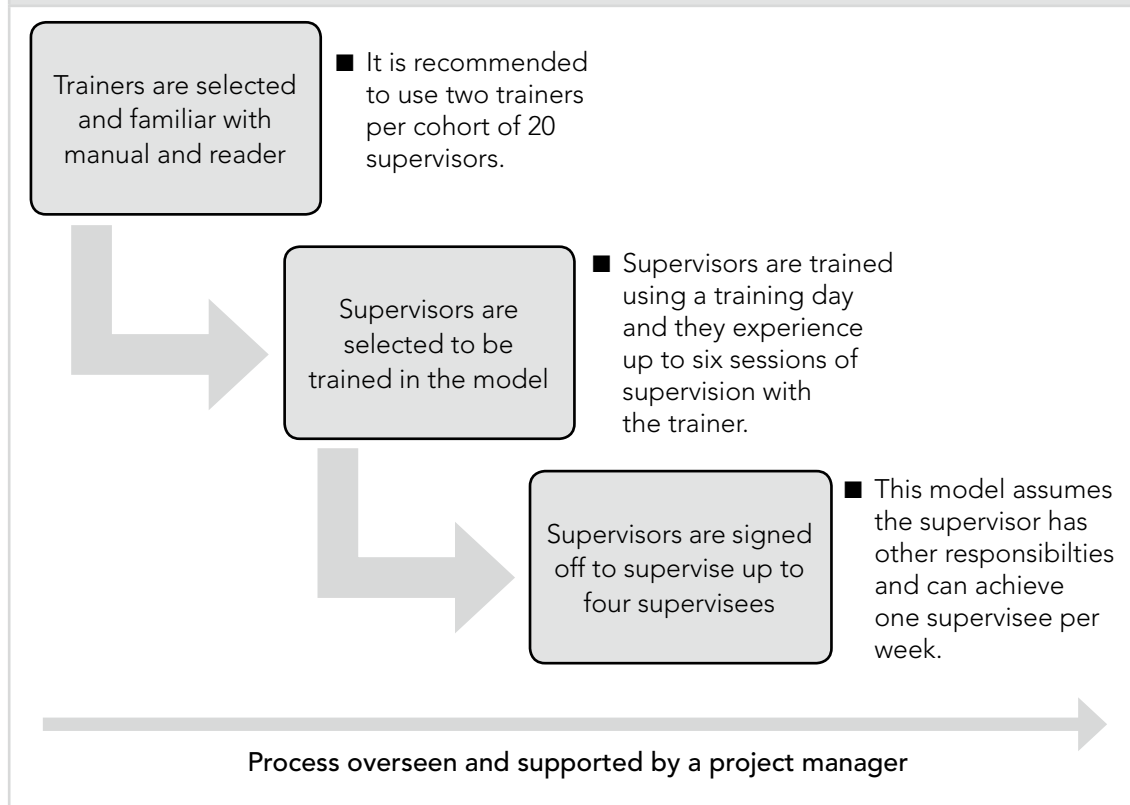 Trainers are selected
and familiar with
manual and reader
■ It is recommended
to use two trainers
per cohort of 20
supervisors.
Supervisors are
selected to be
trained in the model
■ Supervisors are trained
using a training day
and they experience
up to six sessions of
supervision with
the trainer.
Supervisors are signed
off to supervise up to
four supervisees
■ This model assumes
the supervisor has
other responsibilties
and can achieve
one supervisee per
week.
Process overseen and supported by a project manager